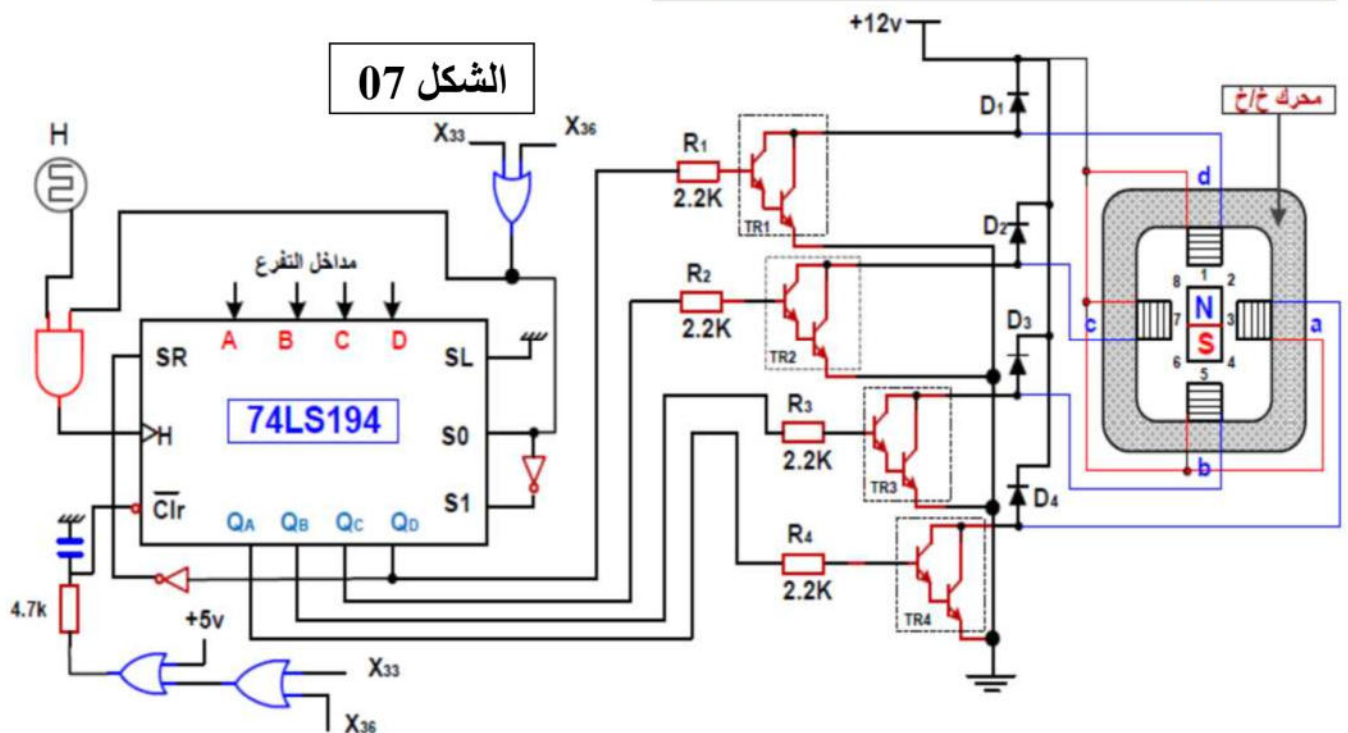 +12v
الشكل 07
محرك خ/خ
D₁
H
X₃₃ X₃₆
R₁
2.2K
TR1
d
D₂
مداخل التفرع
R₂
2.2K
TR2
8 1 2
c 7 N 3 a
S
6 5 4
b
D₃
A B C D
SR SL
74LS194
H S0
R₃
2.2K
TR3
Clr S1
D₄
QA QB QC QD
R₄
2.2K
TR4
4.7k
+5v
X₃₃
X₃₆